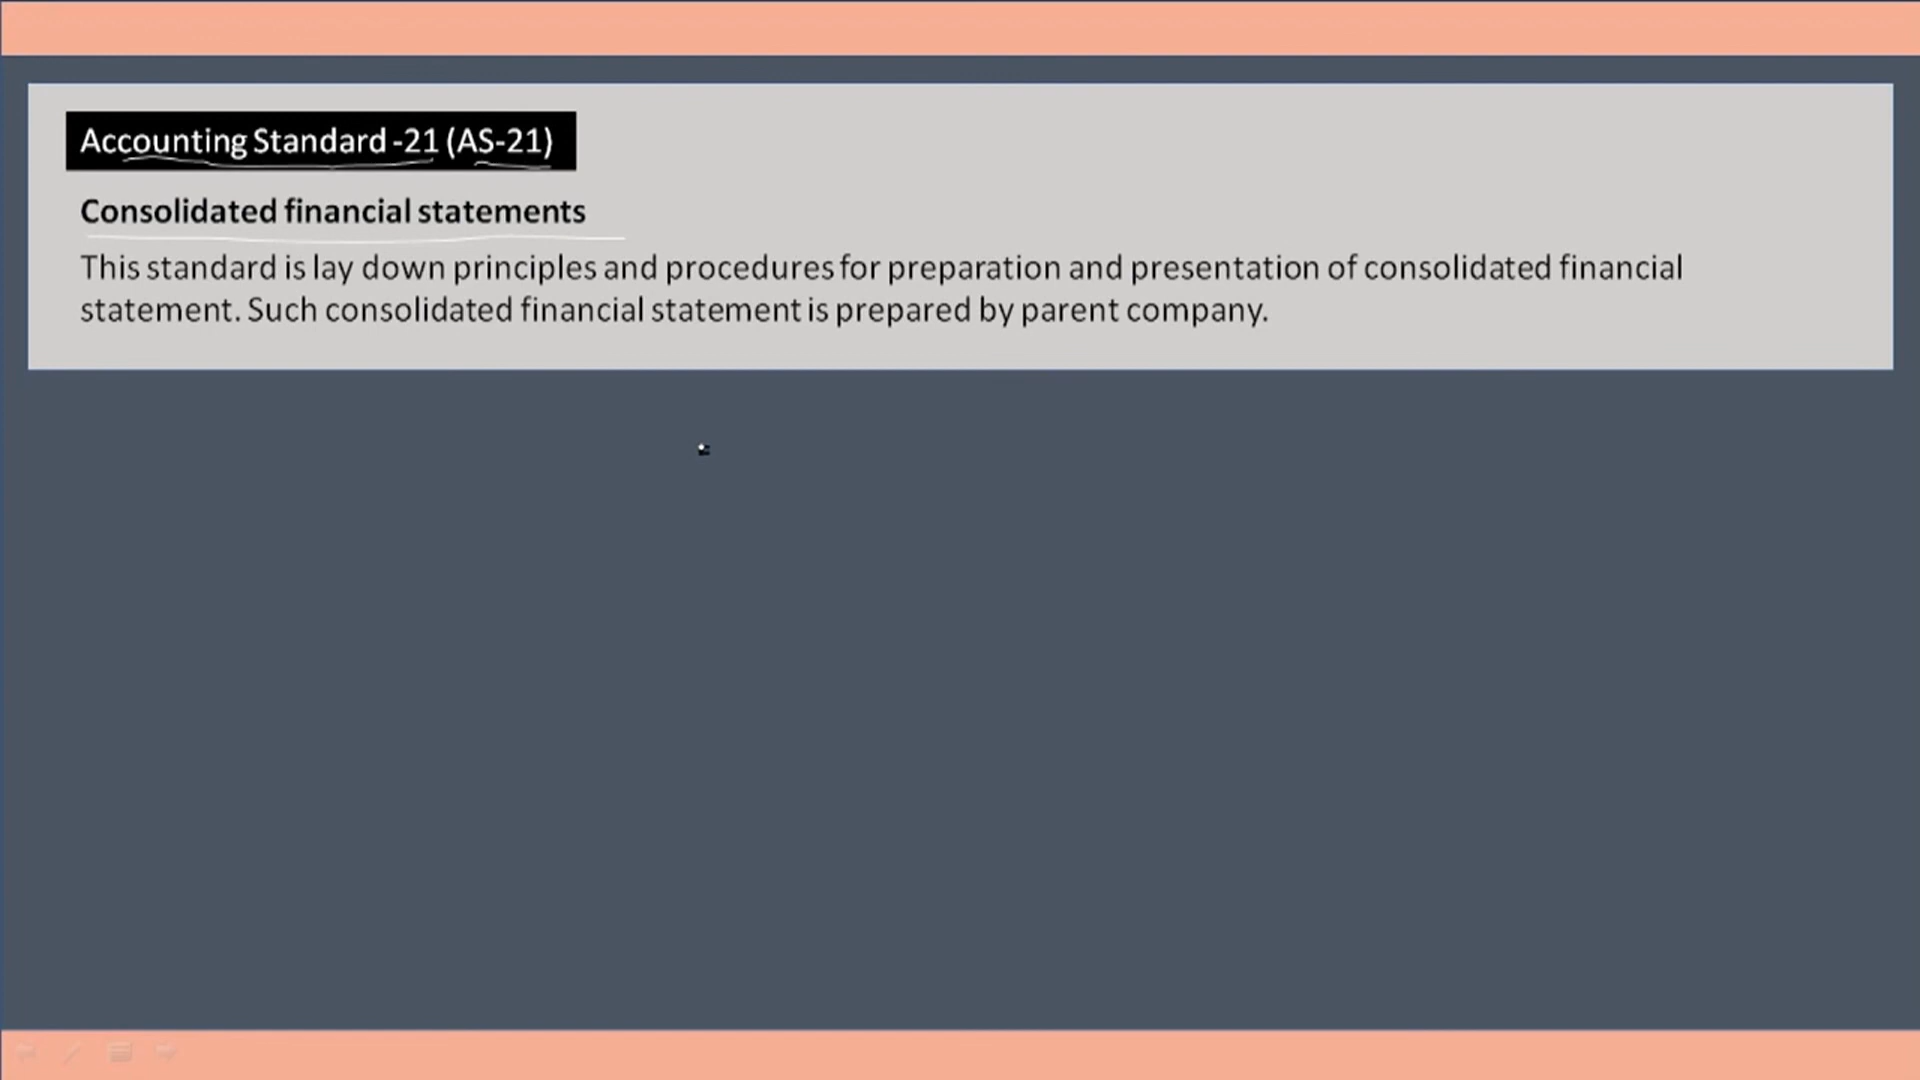 Accounting Standard -21 (AS-21)
Consolidated financial statements
This standard is lay down principles and procedures for preparation and presentation of consolidated financial
statement. Such consolidated financial statement is prepared by parent company.